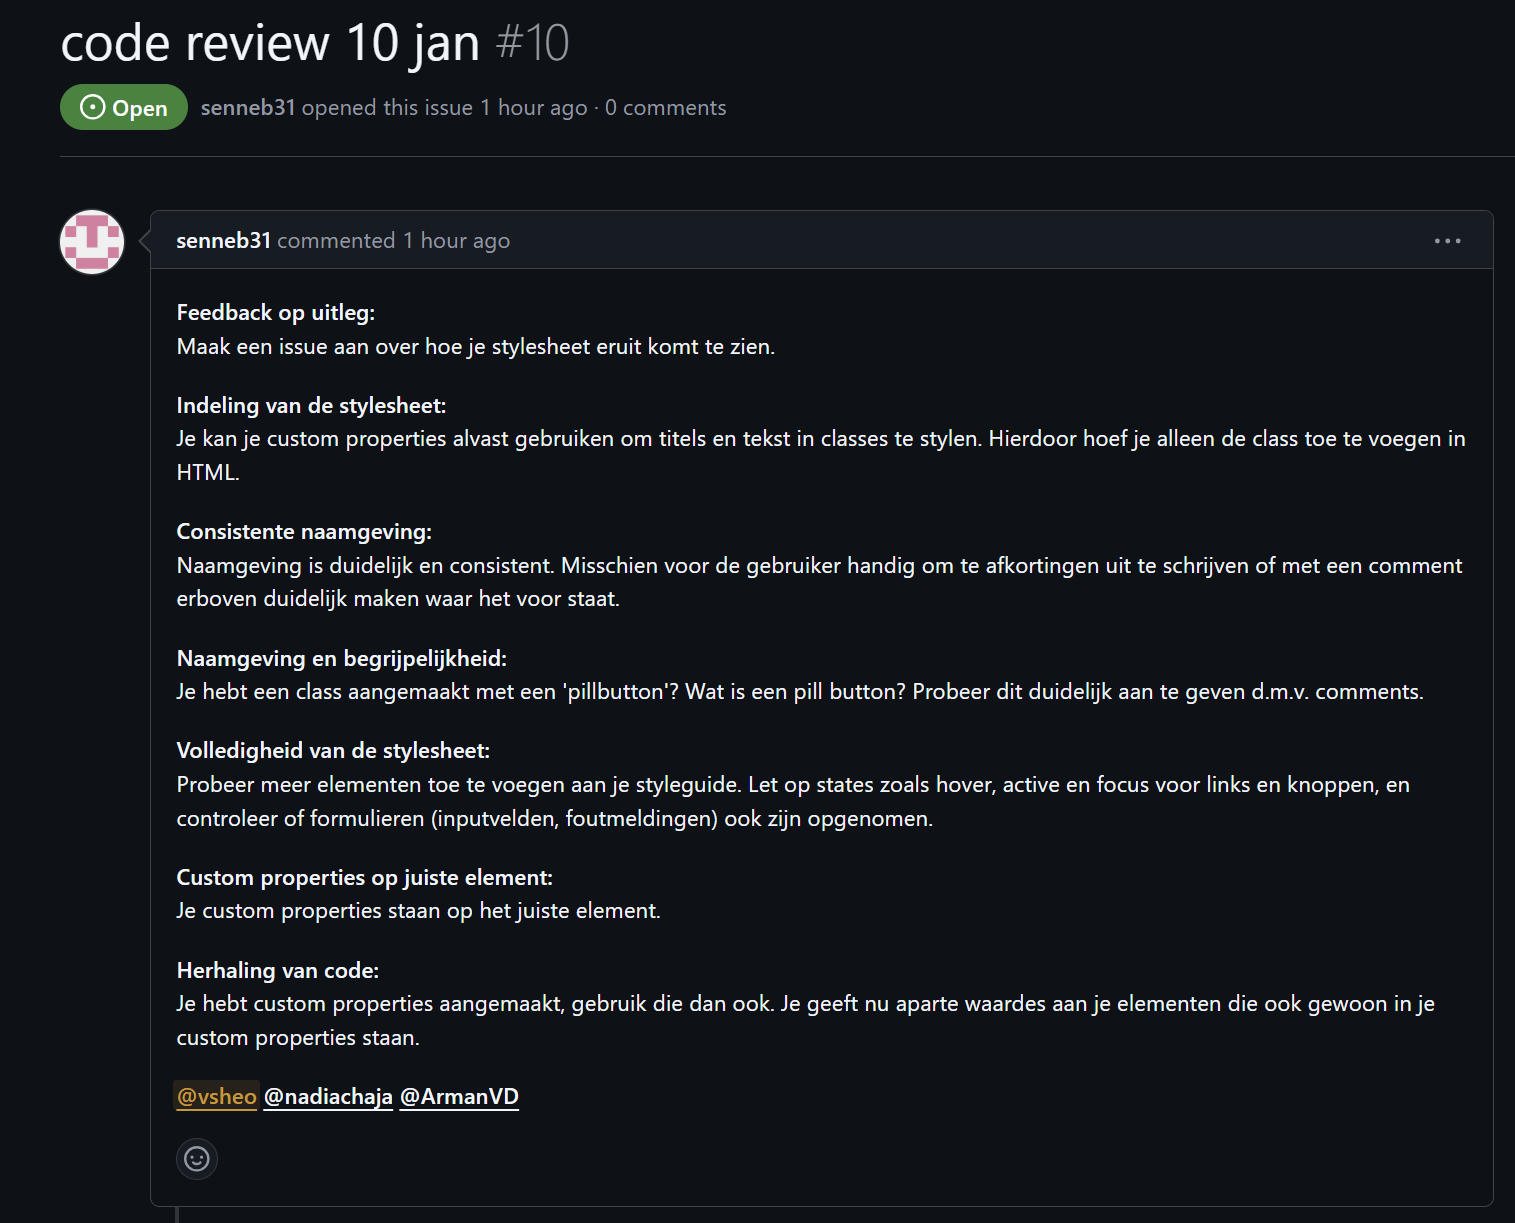 code review 10 jan #10
Open senneb31 opened this issue 1 hour ago · 0 comments
senneb31 commented 1 hour ago
Feedback op uitleg:
Maak een issue aan over hoe je stylesheet eruit komt te zien.
Indeling van de stylesheet:
Je kan je custom properties alvast gebruiken om titels en tekst in classes te stylen. Hierdoor hoef je alleen de class toe te voegen in
HTML.
Consistente naamgeving:
Naamgeving is duidelijk en consistent. Misschien voor de gebruiker handig om te afkortingen uit te schrijven of met een comment
erboven duidelijk maken waar het voor staat.
Naamgeving en begrijpelijkheid:
Je hebt een class aangemaakt met een 'pillbutton'? Wat is een pill button? Probeer dit duidelijk aan te geven d.m.v. comments.
Volledigheid van de stylesheet:
Probeer meer elementen toe te voegen aan je styleguide. Let op states zoals hover, active en focus voor links en knoppen, en
controleer of formulieren (inputvelden, foutmeldingen) ook zijn opgenomen.
Custom properties op juiste element:
Je custom properties staan op het juiste element.
Herhaling van code:
Je hebt custom properties aangemaakt, gebruik die dan ook. Je geeft nu aparte waardes aan je elementen die ook gewoon in je
custom properties staan.
@vsheo @nadiachaja @ArmanVD